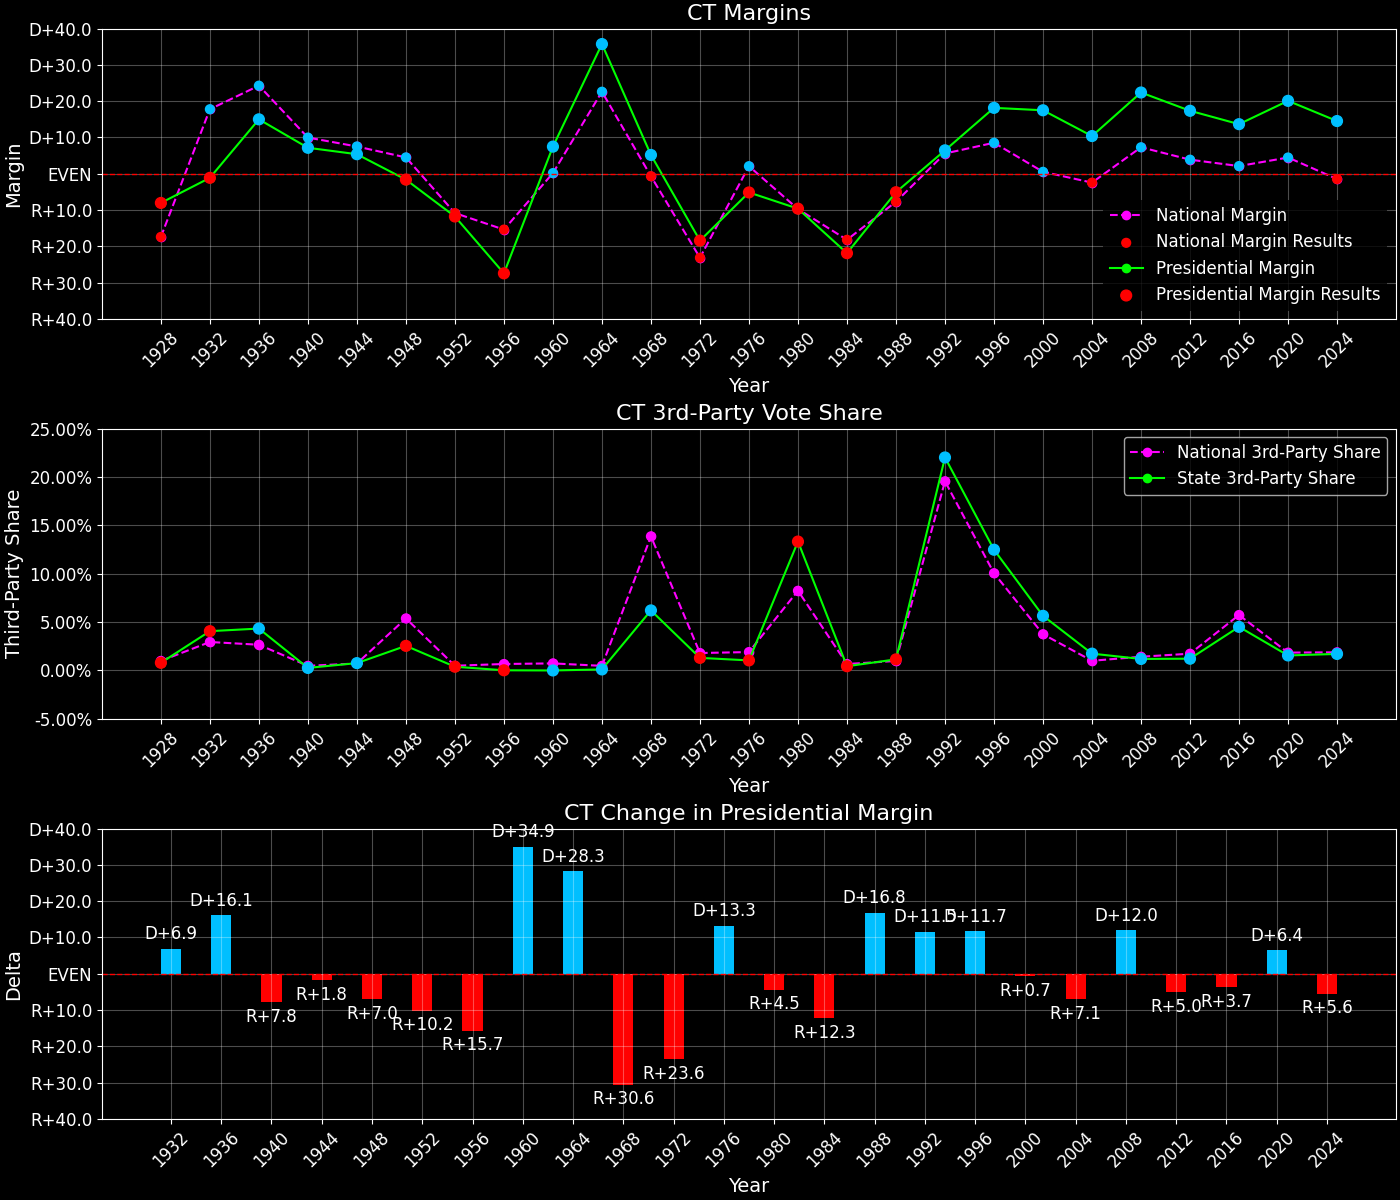 CT Margins
D+40.0
D+30.0
D+20.0
D+10.0
EVEN
R+10.0
R+20.0
R+30.0
R+40.0
Margin
National Margin
National Margin Results
Presidential Margin
Presidential Margin Results
1928 1932 1936 1940 1944 1948 1952 1956 1960 1964 1968 1972 1976 1980 1984 1988 1992 1996 2000 2004 2008 2012 2016 2020 2024
Year
CT 3rd-Party Vote Share
25.00%
20.00%
15.00%
10.00%
5.00%
0.00%
-5.00%
Third-Party Share
National 3rd-Party Share
State 3rd-Party Share
1928 1932 1936 1940 1944 1948 1952 1956 1960 1964 1968 1972 1976 1980 1984 1988 1992 1996 2000 2004 2008 2012 2016 2020 2024
Year
CT Change in Presidential Margin
D+40.0
D+30.0
D+20.0
D+10.0
EVEN
R+10.0
R+20.0
R+30.0
R+40.0
Delta
D+6.9
D+16.1
R+7.8
R+1.8
R+7.0
R+10.2
R+15.7
D+34.9
D+28.3
R+30.6
R+23.6
D+13.3
R+4.5
R+12.3
D+16.8
D+11.5
D+11.7
R+0.7
R+7.1
D+12.0
R+5.0
R+3.7
D+6.4
R+5.6
1932 1936 1940 1944 1948 1952 1956 1960 1964 1968 1972 1976 1980 1984 1988 1992 1996 2000 2004 2008 2012 2016 2020 2024
Year